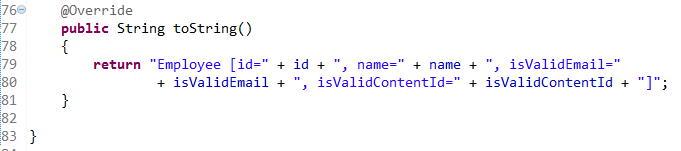 76 @Override
77 public String toString()
78 {
79 return "Employee [id=" + id + ", name=" + name + ", isValidEmail="
80 + isValidEmail + ", isValidContentId=" + isValidContentId + "]";
81 }
82
83 }